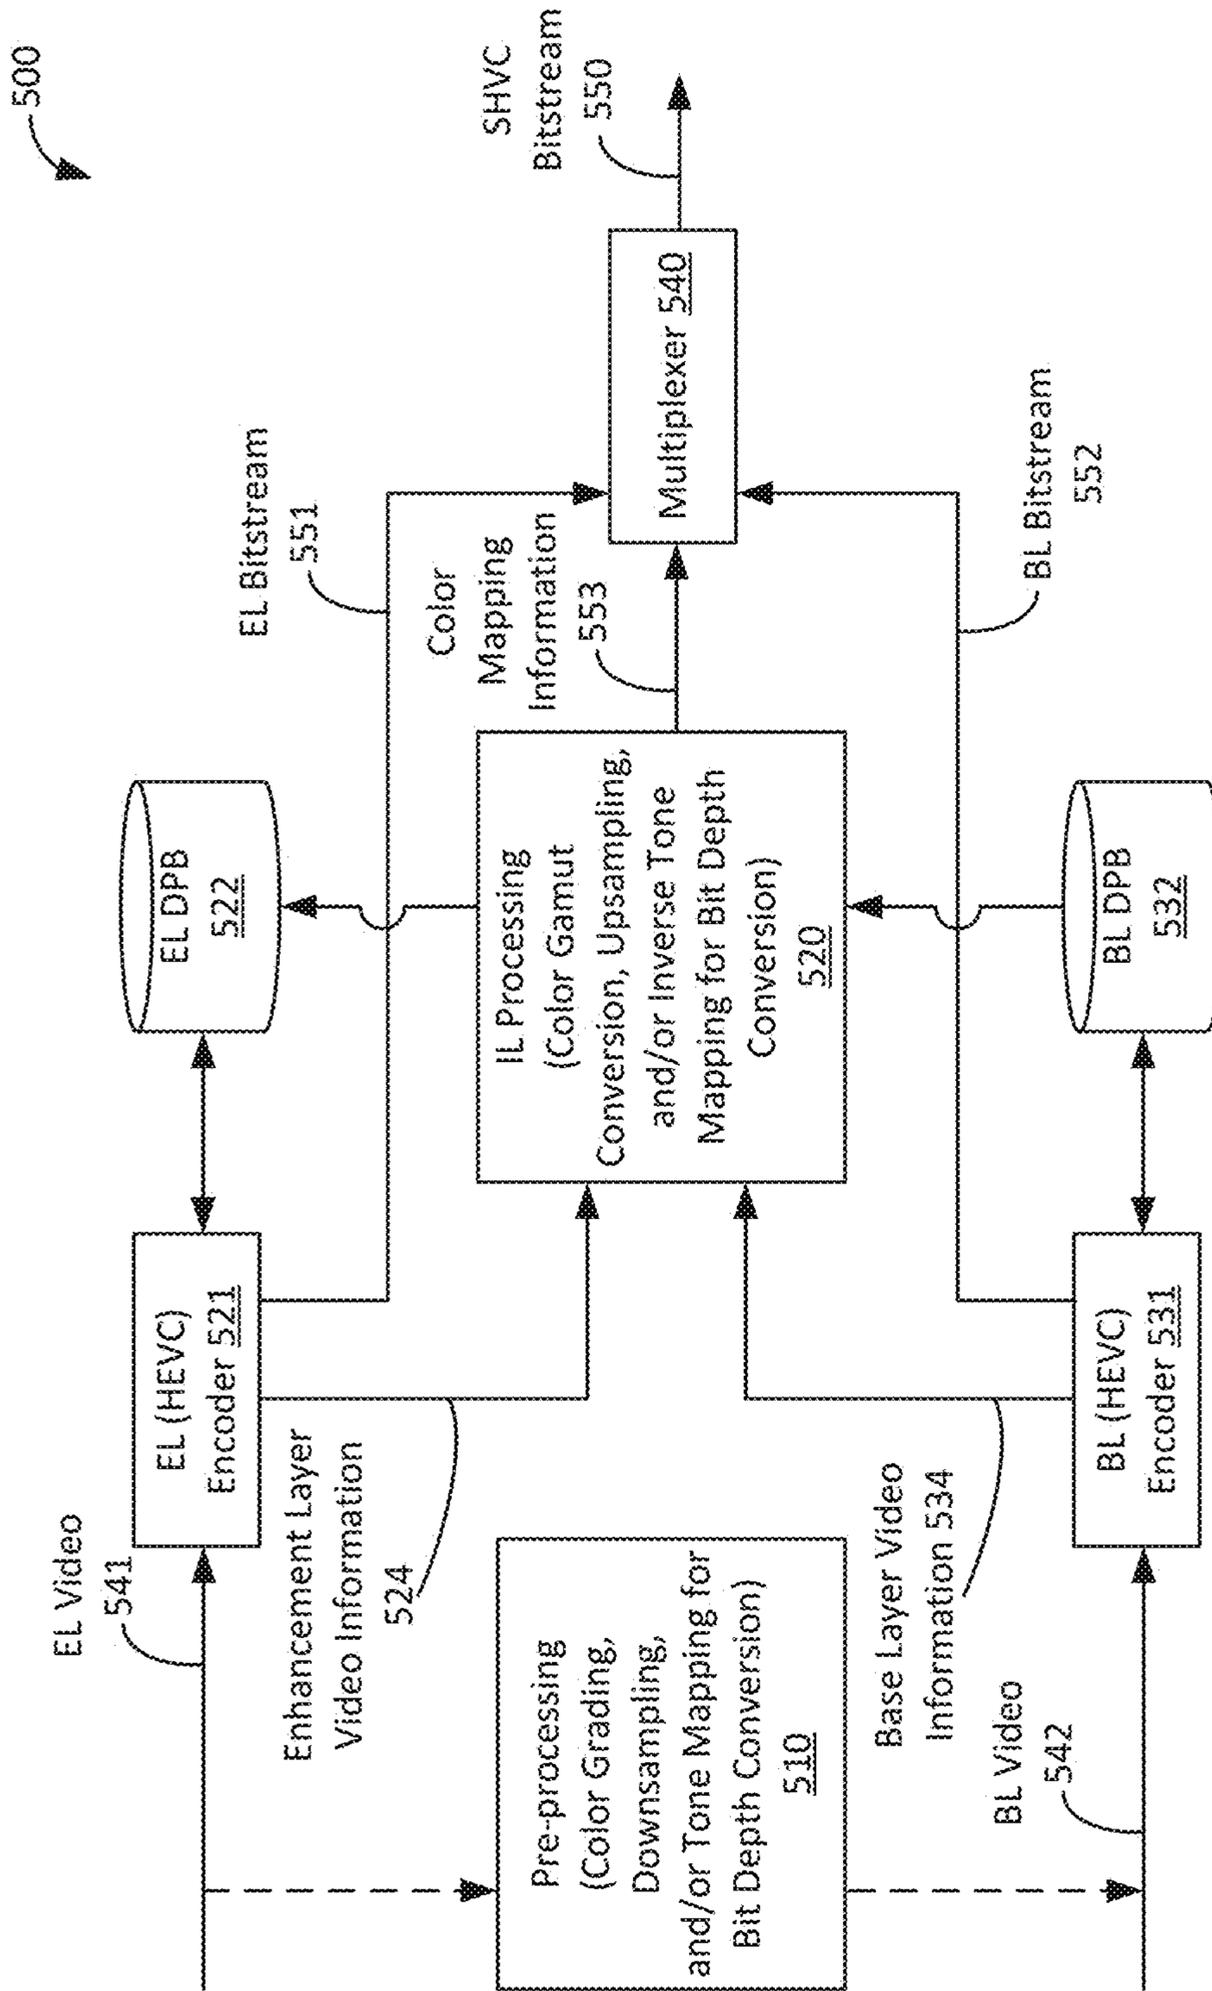 500
EL Video
541
EL (HEVC)
Encoder 521
EL DPB
522
EL Bitstream
551
Enhancement Layer
Video Information
524
Pre-processing
(Color Grading,
Downsampling,
and/or Tone Mapping for
Bit Depth Conversion)
510
IL Processing
(Color Gamut
Conversion, Upsampling,
and/or Inverse Tone
Mapping for Bit Depth
Conversion)
520
Color
Mapping
Information
553
Multiplexer 540
SHVC
Bitstream
550
Base Layer Video
Information 534
BL Video
542
BL (HEVC)
Encoder 531
BL DPB
532
BL Bitstream
552